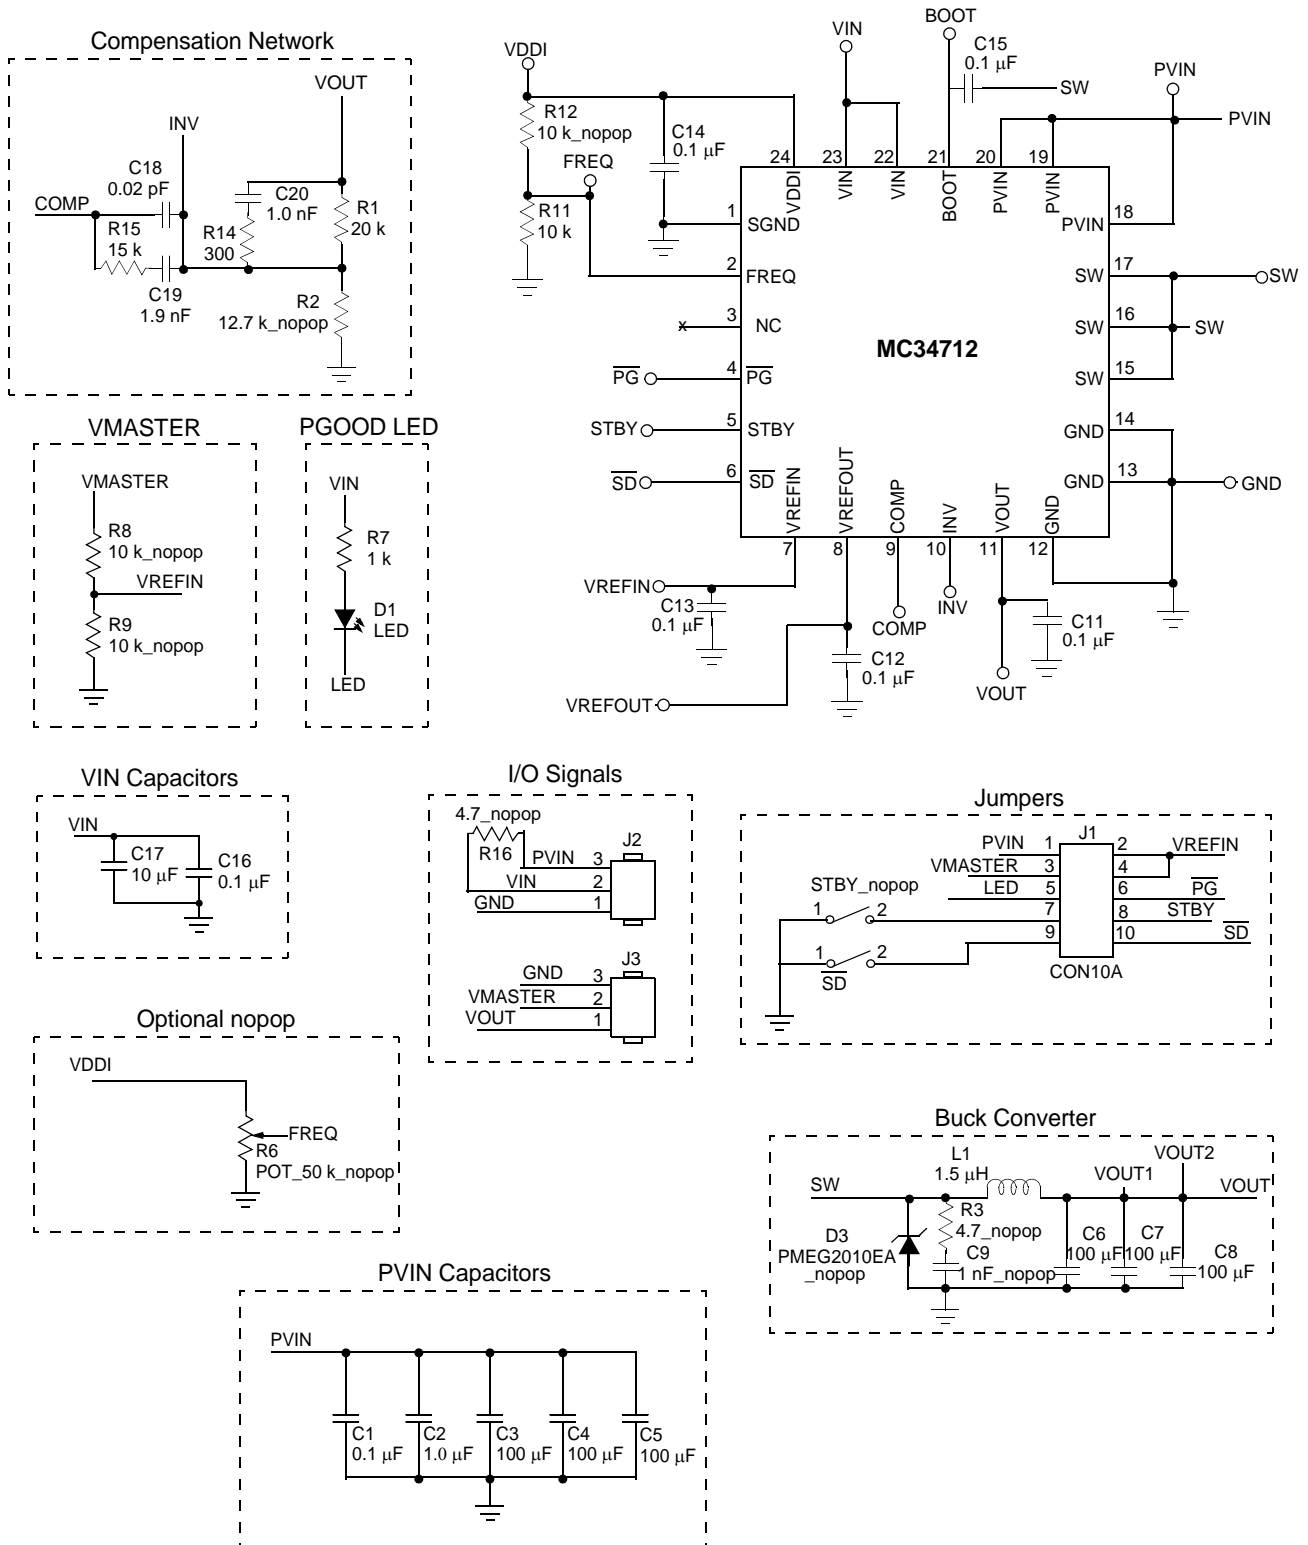 Compensation Network
VOUT
INV
C18
0.02 pF
COMP
R15
15 k
C19
1.9 nF
C20
1.0 nF
R14
300
R1
20 k
R2
12.7 k_nopop
VDDI
R12
10 k_nopop
FREQ
R11
10 k
C14
0.1 µF
VIN
BOOT
C15
0.1 µF
SW
PVIN
PVIN
24
23
22
21
20
19
VDDI
VIN
VIN
BOOT
PVIN
PVIN
1
SGND
2
FREQ
3
NC
x
PG
4
PG
STBY
5
STBY
SD
6
SD
MC34712
18
PVIN
17
SW
SW
16
SW
SW
15
SW
14
GND
13
GND
GND
VREFIN
VREFOUT
COMP
INV
VOUT
GND
7
8
9
10
11
12
VREFIN
C13
0.1 µF
COMP
INV
C11
0.1 µF
C12
0.1 µF
VREFOUT
VOUT
VMASTER
VMASTER
R8
10 k_nopop
VREFIN
R9
10 k_nopop
PGOOD LED
VIN
R7
1 k
D1
LED
LED
VIN Capacitors
VIN
C17
10 µF
C16
0.1 µF
I/O Signals
4.7_nopop
R16
J2
PVIN 3
VIN 2
GND 1
J3
GND 3
VMASTER 2
VOUT 1
Jumpers
J1
PVIN 1
2 VREFIN
VMASTER 3
4
LED 5
6 PG
STBY_nopop
1 2
7
8 STBY
9
10 SD
1 2
SD
CON10A
Optional nopop
VDDI
FREQ
R6
POT_50 k_nopop
Buck Converter
L1
1.5 µH
VOUT2
VOUT1
SW
VOUT
R3
4.7_nopop
D3
PMEG2010EA
_nopop
C9
1 nF_nopop
C6
100 µF
C7
100 µF
C8
100 µF
PVIN Capacitors
PVIN
C1
0.1 µF
C2
1.0 µF
C3
100 µF
C4
100 µF
C5
100 µF